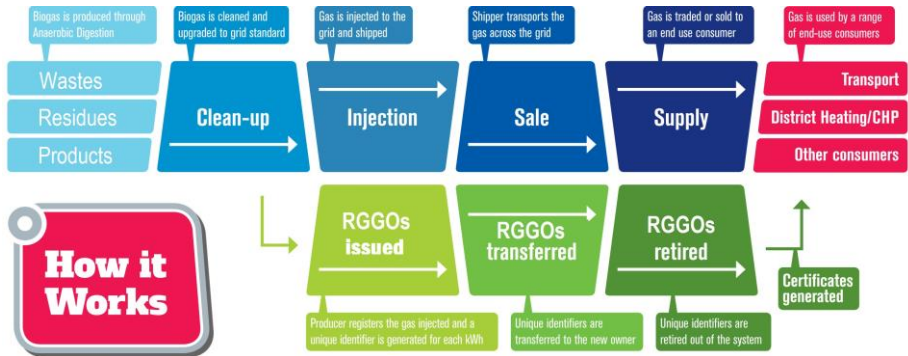 Biogas is produced through
Anaerobic Digestion
Biogas is cleaned and
upgraded to grid standard
Gas is injected to the
grid and shipped
Shipper transports the
gas across the grid
Gas is traded or sold to
an end use consumer
Gas is used by a range
of end-use consumers
Wastes
Residues
Products
Clean-up
Injection
Sale
Supply
Transport
District Heating/CHP
Other consumers
How it
Works
RGGOs
issued
RGGOs
transferred
RGGOs
retired
Certificates
generated
Producer registers the gas injected and a
unique identifier is generated for each kWh
Unique identifiers are
transferred to the new owner
Unique identifiers are
retired out of the system